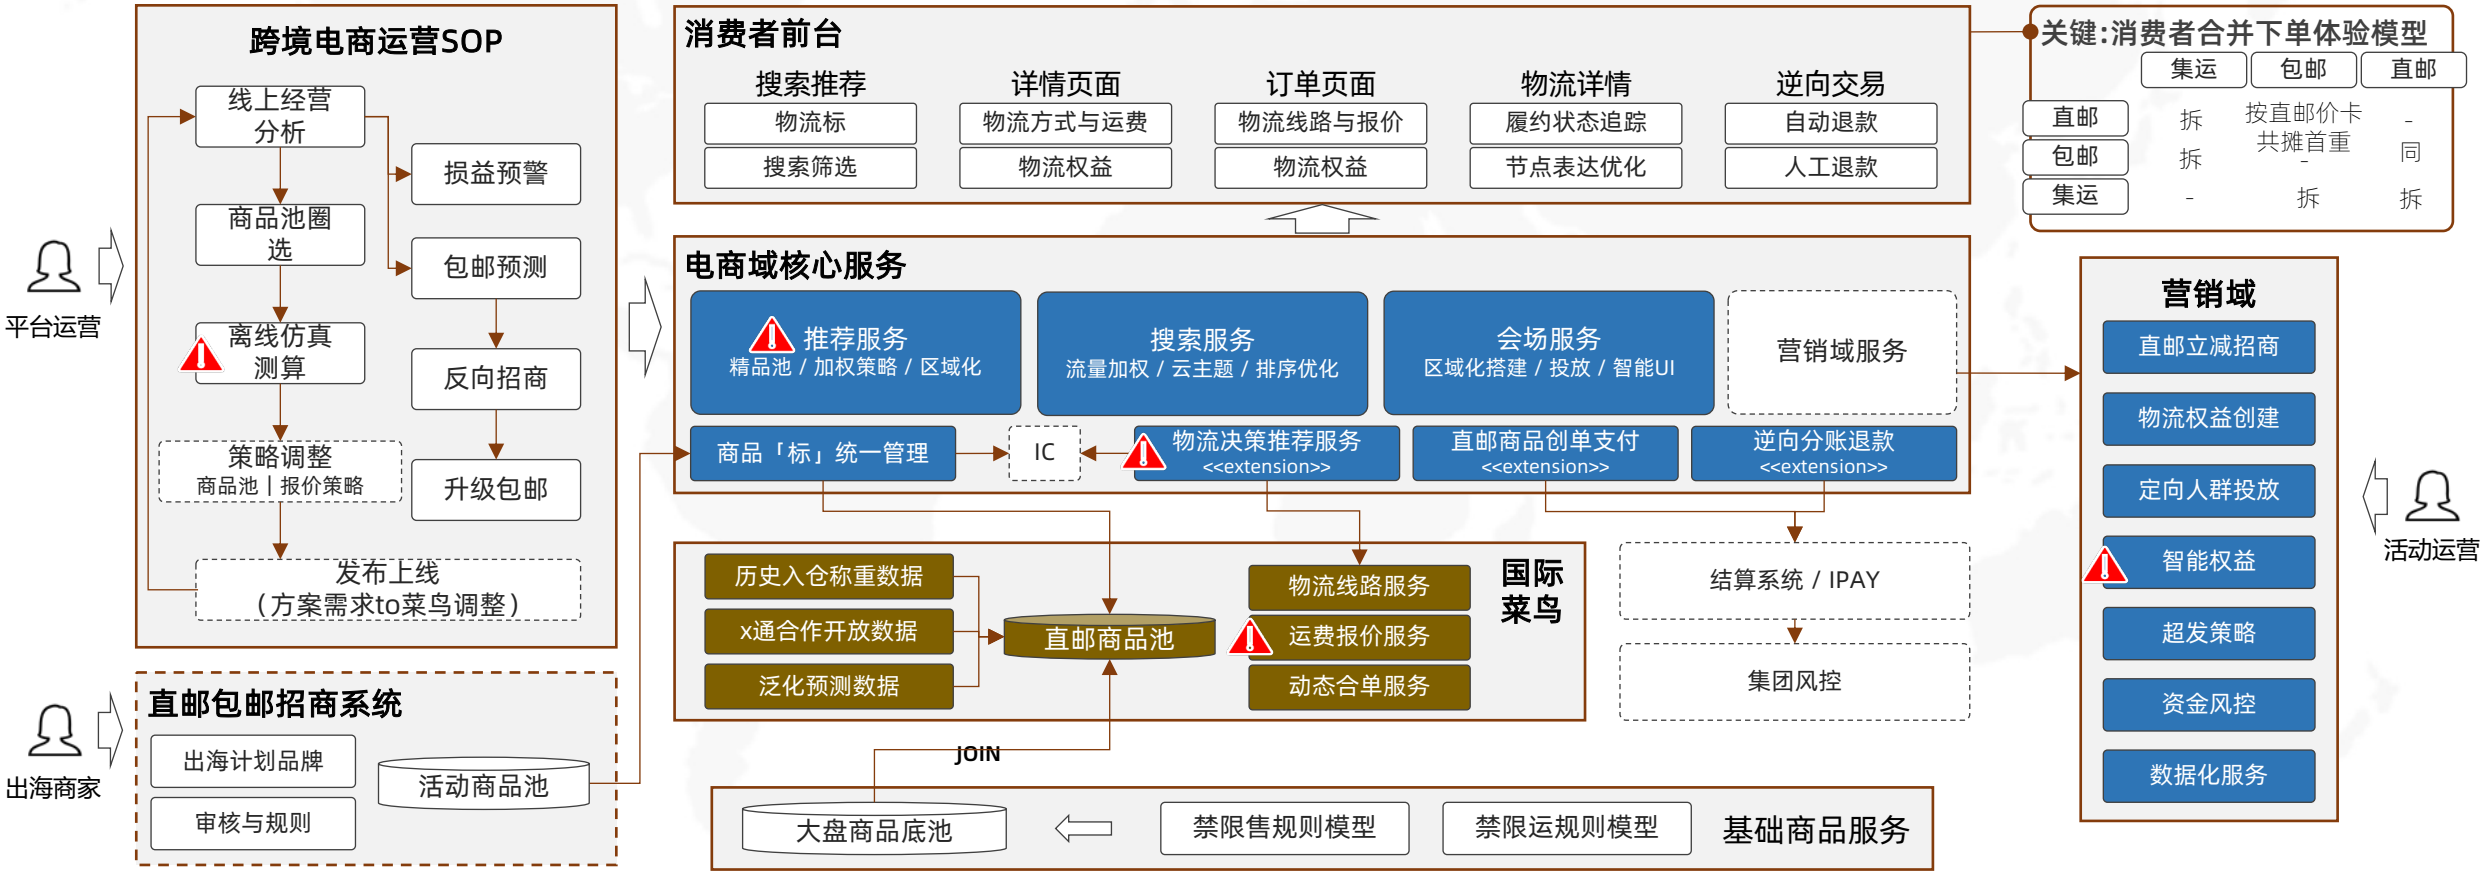 跨境电商运营SOP
线上经营
分析
损益预警
商品池圈
选
包邮预测
离线仿真
测算
反向招商
策略调整
商品池丨报价策略
升级包邮
发布上线
（方案需求to菜鸟调整）
平台运营
直邮包邮招商系统
出海计划品牌
审核与规则
活动商品池
出海商家
消费者前台
搜索推荐
物流标
搜索筛选
详情页面
物流方式与运费
物流权益
订单页面
物流线路与报价
物流权益
物流详情
履约状态追踪
节点表达优化
逆向交易
自动退款
人工退款
关键:消费者合并下单体验模型
集运 包邮 直邮
直邮 拆 按直邮价卡 -
共摊首重
包邮 拆 - 同
集运 - 拆 拆
电商域核心服务
推荐服务
精品池 / 加权策略 / 区域化
搜索服务
流量加权 / 云主题 / 排序优化
会场服务
区域化搭建 / 投放 / 智能UI
营销域服务
商品「标」统一管理
IC
物流决策推荐服务
<<extension>>
直邮商品创单支付
<<extension>>
逆向分账退款
<<extension>>
国际
菜鸟
历史入仓称重数据
x通合作开放数据
泛化预测数据
直邮商品池
物流线路服务
运费报价服务
动态合单服务
结算系统 / IPAY
集团风控
JOIN
大盘商品底池
禁限售规则模型
禁限运规则模型
基础商品服务
营销域
直邮立减招商
物流权益创建
定向人群投放
智能权益
超发策略
资金风控
数据化服务
活动运营